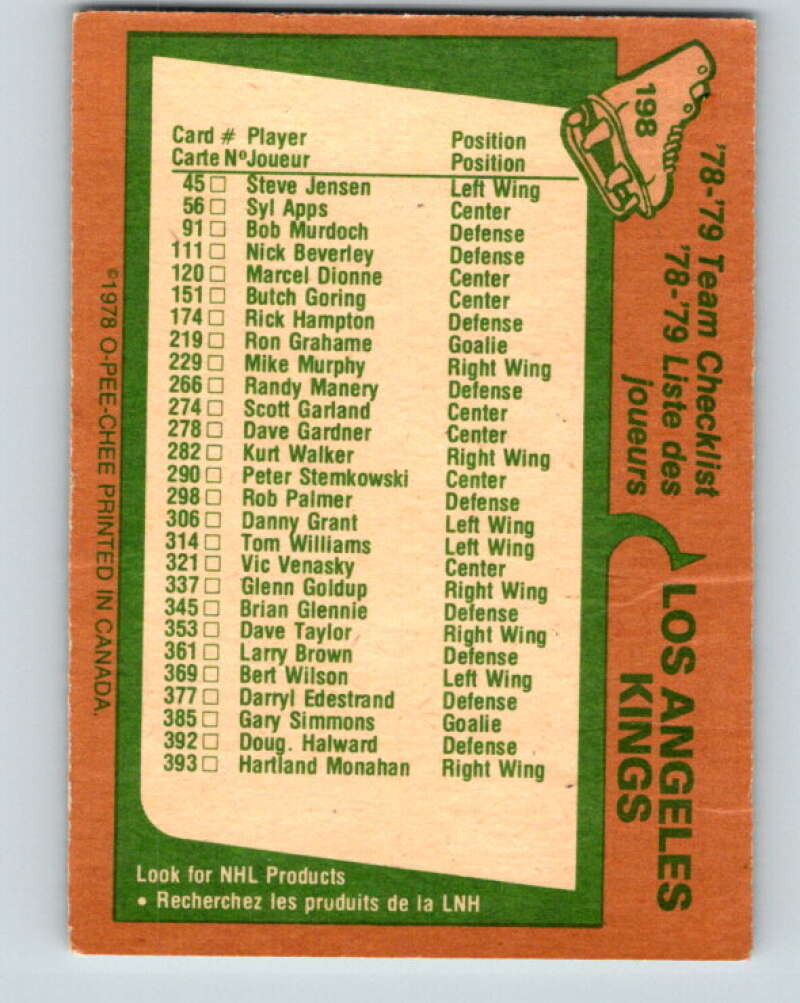 198
'78-'79 Team Checklist
'78-'79 Liste des
joueurs
LOS ANGELES
KINGS
Card # Player Position
Carte Nº Joueur Position
45 □ Steve Jensen Left Wing
56 □ Syl Apps Center
91 □ Bob Murdoch Defense
111 □ Nick Beverley Defense
120 □ Marcel Dionne Center
151 □ Butch Goring Center
174 □ Rick Hampton Defense
219 □ Ron Grahame Goalie
229 □ Mike Murphy Right Wing
266 □ Randy Manery Defense
274 □ Scott Garland Center
278 □ Dave Gardner Center
282 □ Kurt Walker Right Wing
290 □ Peter Stemkowski Center
298 □ Rob Palmer Defense
306 □ Danny Grant Left Wing
314 □ Tom Williams Left Wing
321 □ Vic Venasky Center
337 □ Glenn Goldup Right Wing
345 □ Brian Glennie Defense
353 □ Dave Taylor Right Wing
361 □ Larry Brown Defense
369 □ Bert Wilson Left Wing
377 □ Darryl Edestrand Defense
385 □ Gary Simmons Goalie
392 □ Doug. Halward Defense
393 □ Hartland Monahan Right Wing
Look for NHL Products
• Recherchez les produits de la LNH
©1978 O-PEE-CHEE PRINTED IN CANADA.